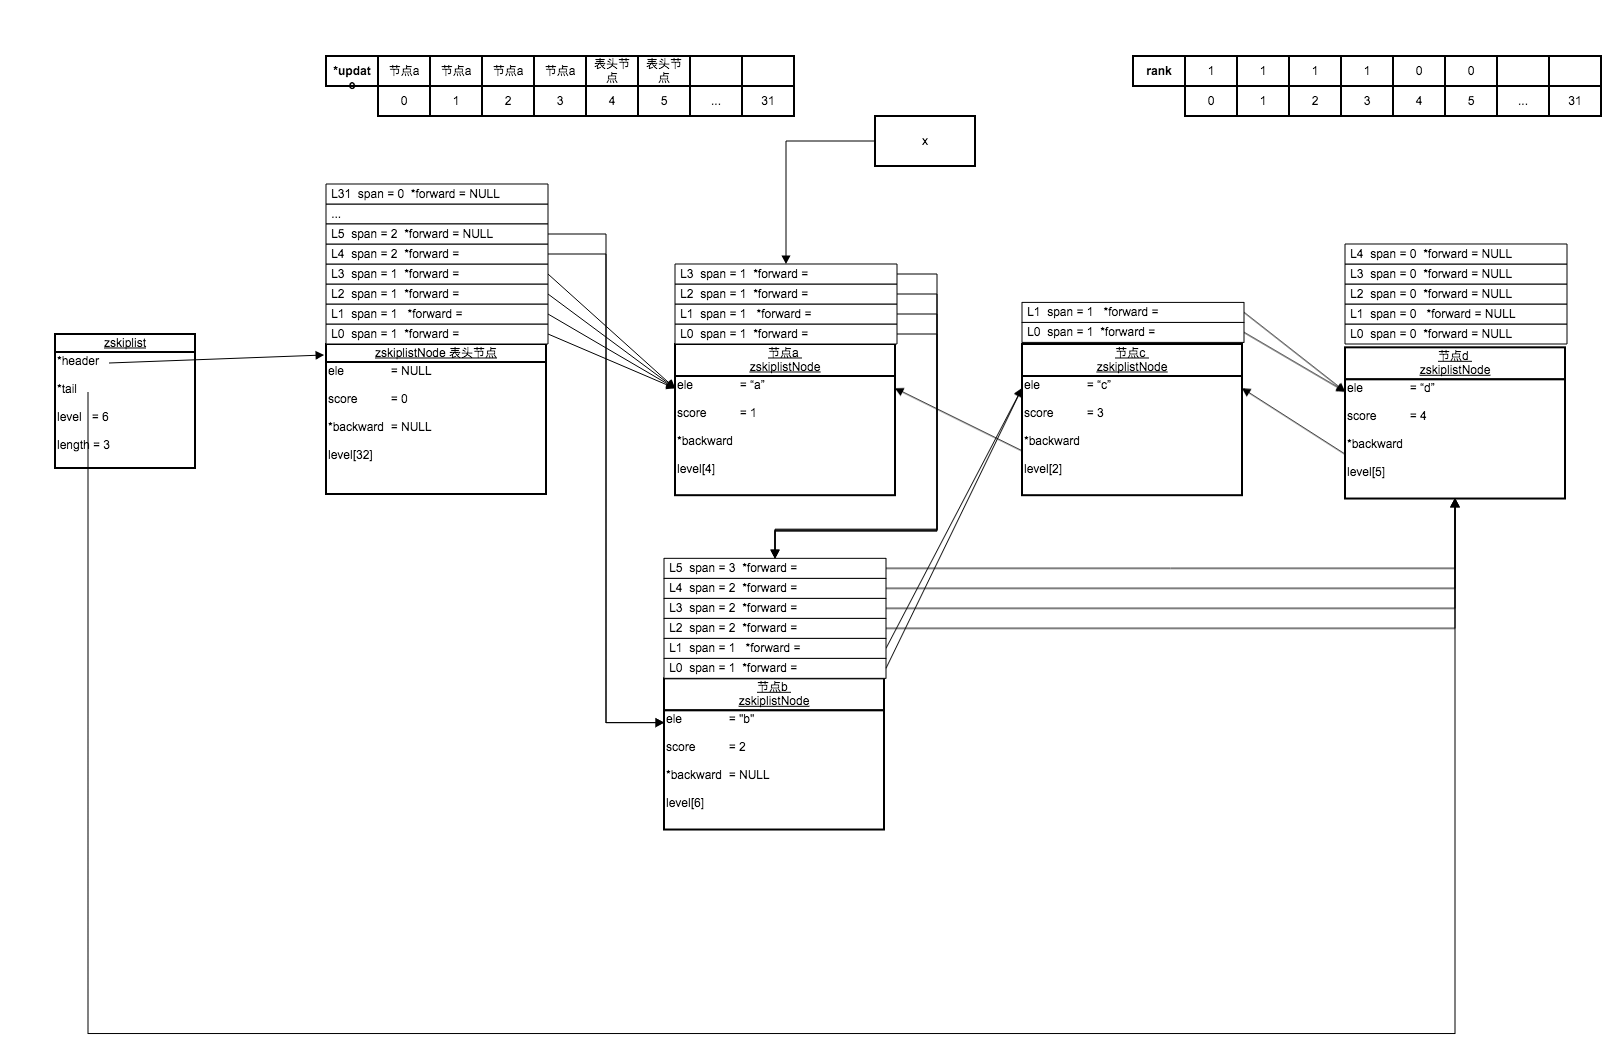 *updat
e
节点a 节点a 节点a 节点a 表头节
点 表头节
点
0 1 2 3 4 5 ... 31
rank 1 1 1 1 0 0
0 1 2 3 4 5 ... 31
x
L31 span = 0 *forward = NULL
...
L5 span = 2 *forward = NULL
L4 span = 2 *forward =
L3 span = 1 *forward =
L2 span = 1 *forward =
L1 span = 1 *forward =
L0 span = 1 *forward =
zskiplistNode 表头节点
ele = NULL
score = 0
*backward = NULL
level[32]
zskiplist
*header
*tail
level = 6
length = 3
L3 span = 1 *forward =
L2 span = 1 *forward =
L1 span = 1 *forward =
L0 span = 1 *forward =
节点a
zskiplistNode
ele = “a”
score = 1
*backward
level[4]
L1 span = 1 *forward =
L0 span = 1 *forward =
节点c
zskiplistNode
ele = “c”
score = 3
*backward
level[2]
L4 span = 0 *forward = NULL
L3 span = 0 *forward = NULL
L2 span = 0 *forward = NULL
L1 span = 0 *forward = NULL
L0 span = 0 *forward = NULL
节点d
zskiplistNode
ele = “d”
score = 4
*backward
level[5]
L5 span = 3 *forward =
L4 span = 2 *forward =
L3 span = 2 *forward =
L2 span = 2 *forward =
L1 span = 1 *forward =
L0 span = 1 *forward =
节点b
zskiplistNode
ele = "b"
score = 2
*backward = NULL
level[6]